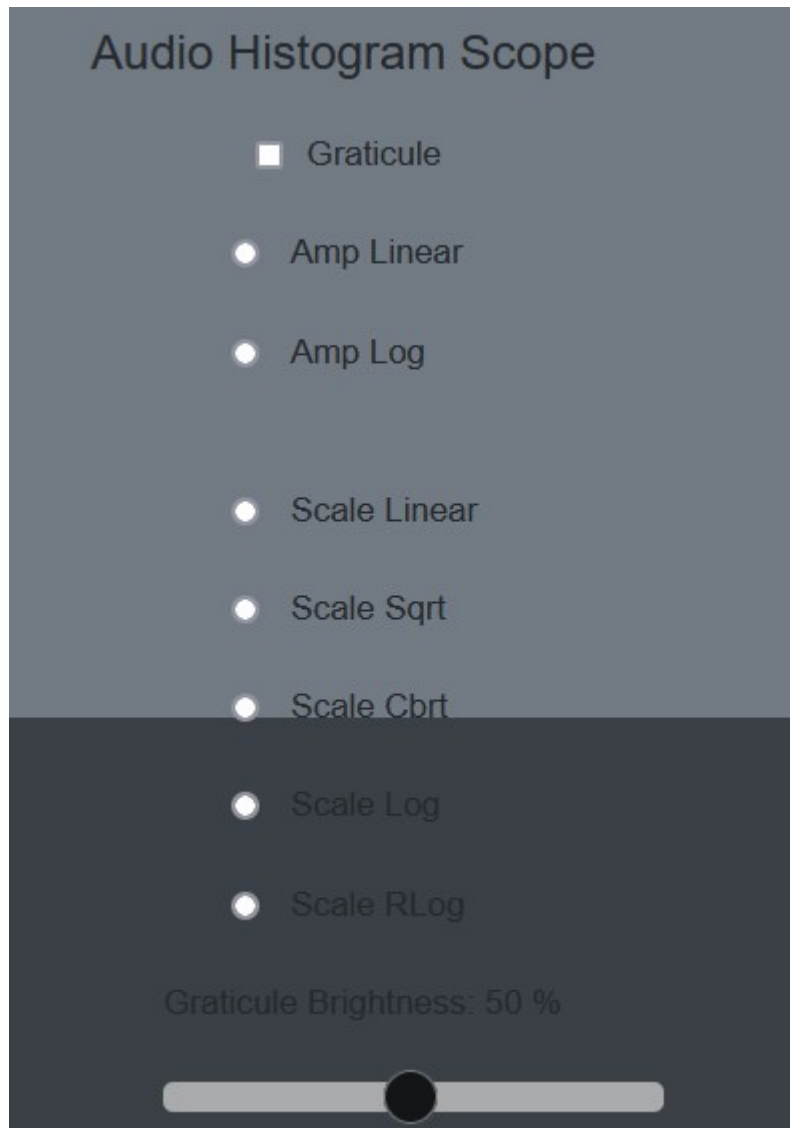 Audio Histogram Scope
Graticule
Amp Linear
Amp Log
Scale Linear
Scale Sqrt
Scale Cbrt
Scale Log
Scale RLog
Graticule Brightness: 50 %